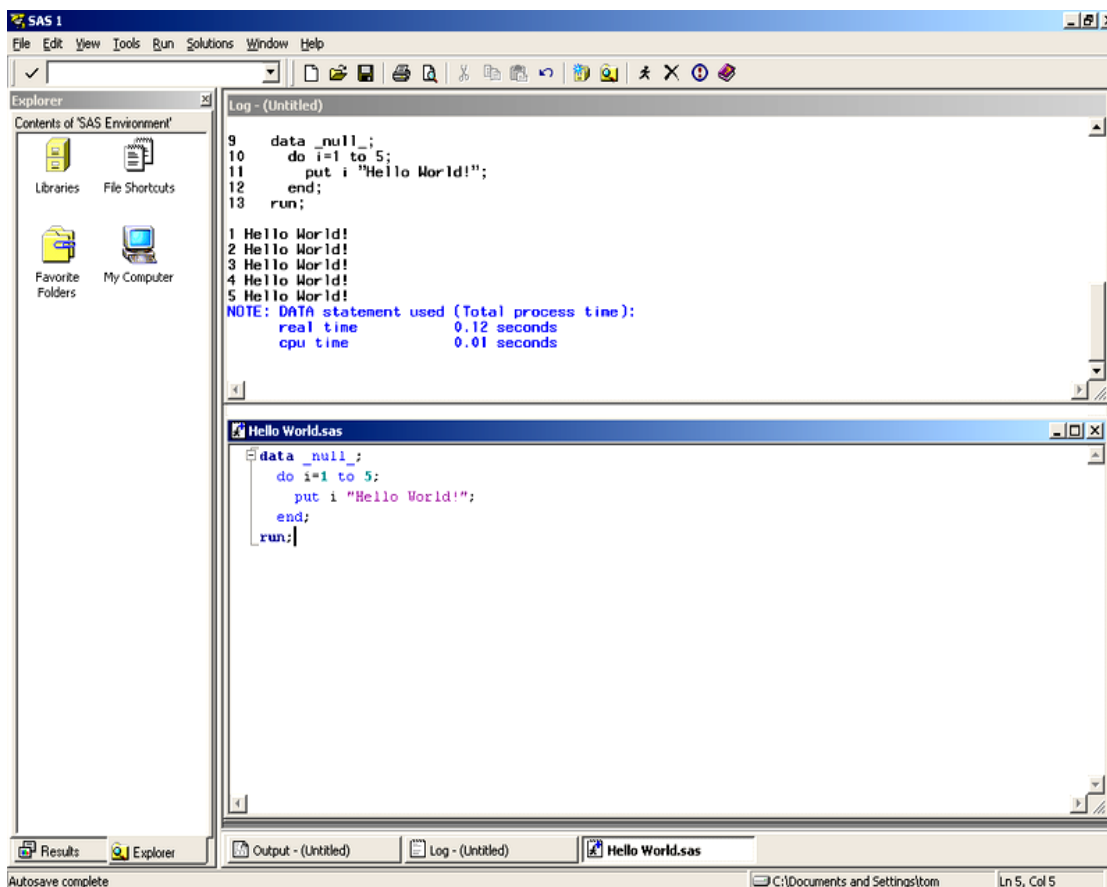 SAS 1
File Edit View Tools Run Solutions Window Help
Explorer
Contents of 'SAS Environment'
Libraries
File Shortcuts
Favorite Folders
My Computer
Log - (Untitled)
9 data _null_;
10 do i=1 to 5;
11 put i "Hello World!";
12 end;
13 run;
1 Hello World!
2 Hello World!
3 Hello World!
4 Hello World!
5 Hello World!
NOTE: DATA statement used (Total process time):
real time 0.12 seconds
cpu time 0.01 seconds
Hello World.sas
data _null_;
do i=1 to 5;
put i "Hello World!";
end;
run;
Results
Explorer
Output - (Untitled)
Log - (Untitled)
Hello World.sas
Autosave complete
C:\Documents and Settings\tom
Ln 5, Col 5